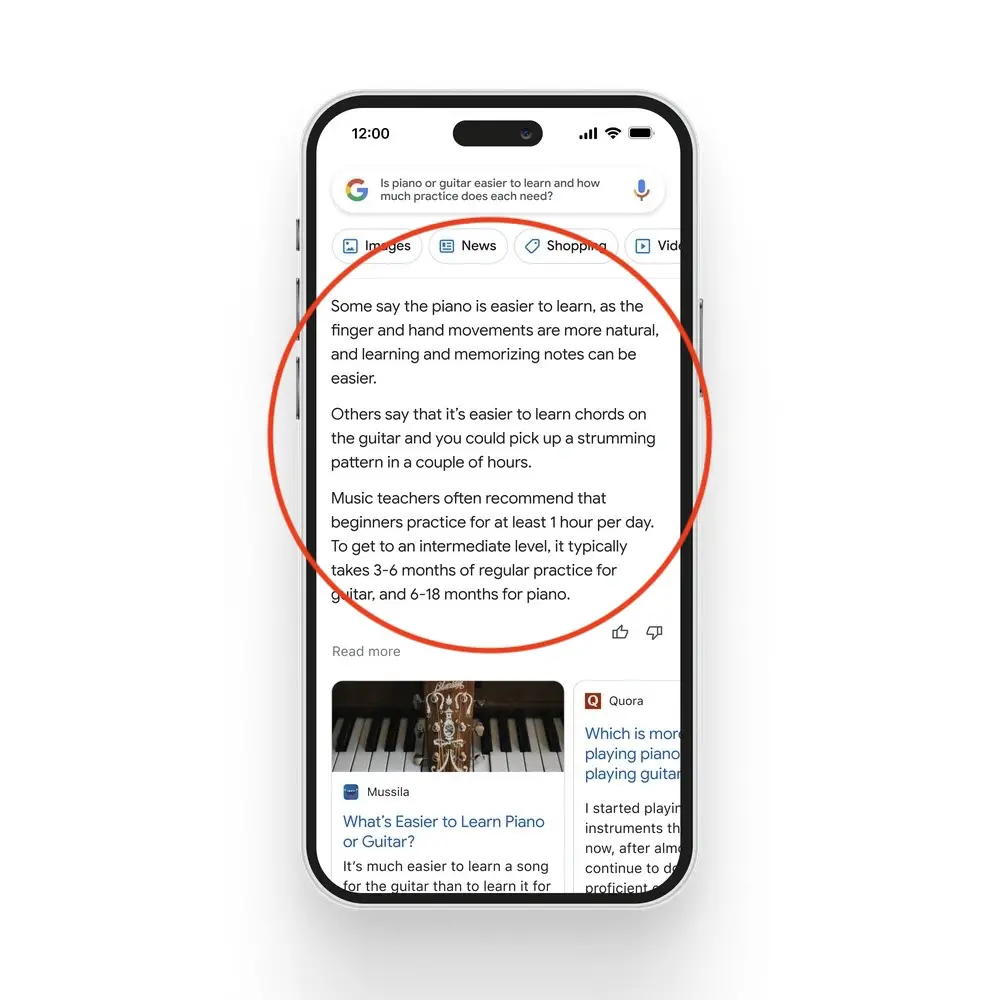 12:00
Is piano or guitar easier to learn and how
much practice does each need?
Images
News
Shopping
Some say the piano is easier to learn, as the
finger and hand movements are more natural,
and learning and memorizing notes can be
easier.
Others say that it's easier to learn chords on
the guitar and you could pick up a strumming
pattern in a couple of hours.
Music teachers often recommend that
beginners practice for at least 1 hour per day.
To get to an intermediate level, it typically
takes 3-6 months of regular practice for
guitar, and 6-18 months for piano.
Read more
Mussila
What's Easier to Learn Piano
or Guitar?
It's much easier to learn a song
for the guitar than to learn it for
Quora
Which is more
playing piano
playing guitar
I started
instruments
now, after
continue to
proficient